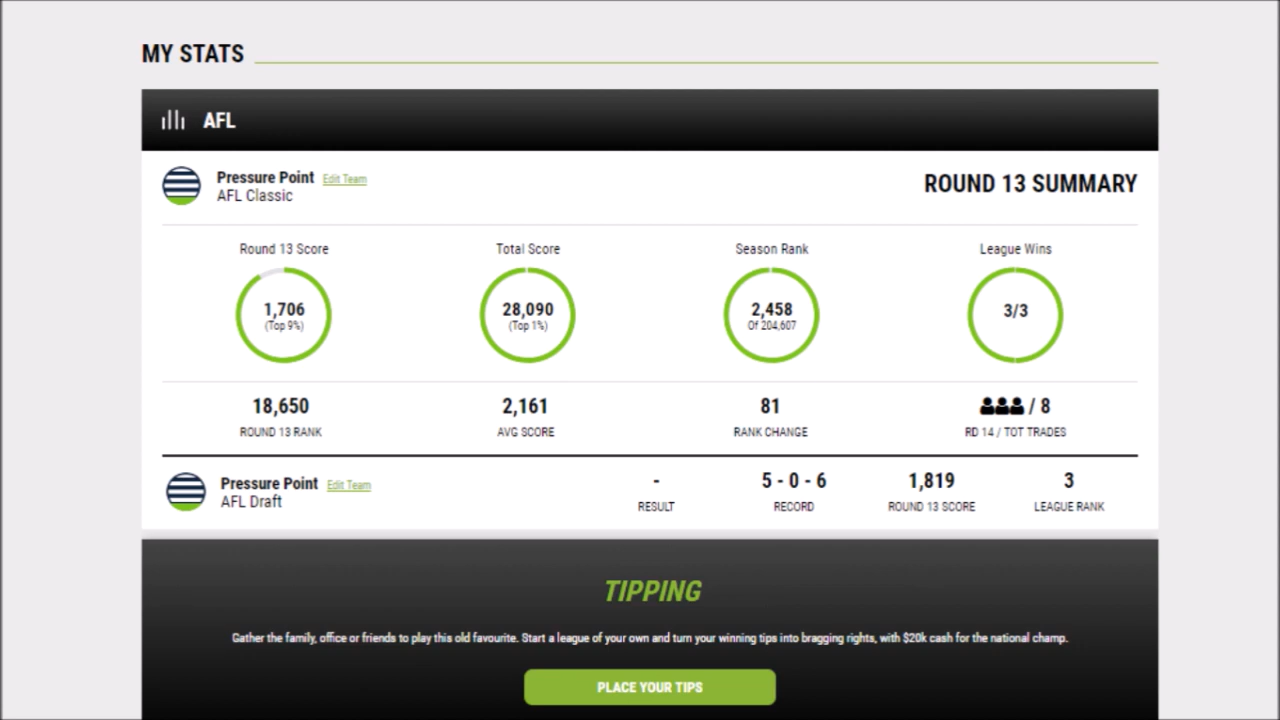 MY STATS
AFL
Pressure Point Edit Team
AFL Classic
ROUND 13 SUMMARY
Round 13 Score
Total Score
Season Rank
League Wins
1,706
(Top 9%)
28,090
(Top 1%)
2,458
Of 204,607
3/3
18,650
ROUND 13 RANK
2,161
AVG SCORE
81
RANK CHANGE
/ 8
RD 14 / TOT TRADES
Pressure Point Edit Team
AFL Draft
-
RESULT
5 - 0 - 6
RECORD
1,819
ROUND 13 SCORE
3
LEAGUE RANK
TIPPING
Gather the family, office or friends to play this old favourite. Start a league of your own and turn your winning tips into bragging rights, with $20k cash for the national champ.
PLACE YOUR TIPS